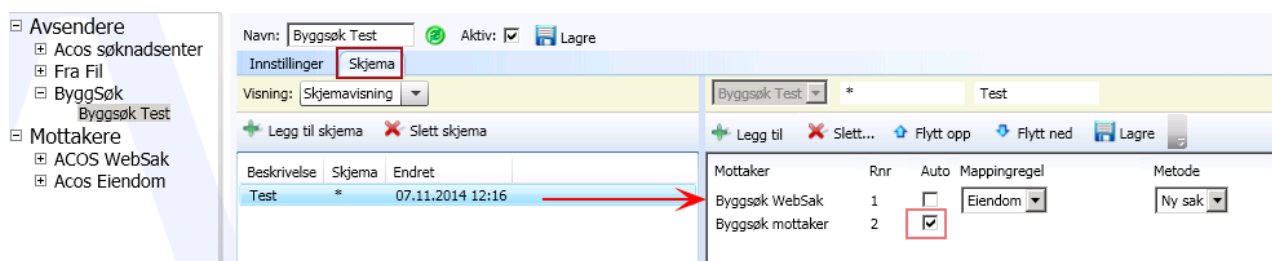 Avsendere
Acos søknadsenter
Fra Fil
ByggSøk
Byggsøk Test
Mottakere
ACOS WebSak
Acos Eiendom
Navn: Byggsøk Test Aktiv: Lagre
Innstillinger Skjema
Visning: Skjemavisning
Legg til skjema Slett skjema
Beskrivelse Skjema Endret
Test * 07.11.2014 12:16
Byggsøk Test * Test
Legg til Slett... Flytt opp Flytt ned Lagre
Mottaker Rnr Auto Mappingregel Metode
Byggsøk WebSak 1 Eiendom Ny sak
Byggsøk mottaker 2